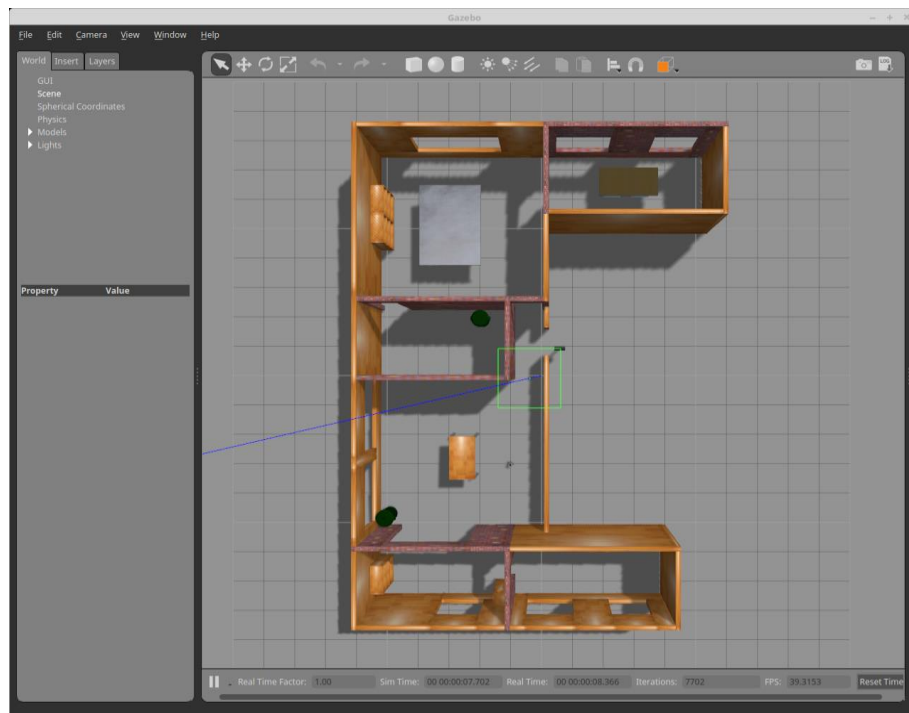 Gazebo
File Edit Camera View Window Help
World Insert Layers
GUI
Scene
Spherical Coordinates
Physics
Models
Lights
Property Value
Real Time Factor: 1.00 Sim Time: 00 00:00:07.702 Real Time: 00 00:00:08.366 Iterations: 7702 FPS: 39.3153 Reset Time